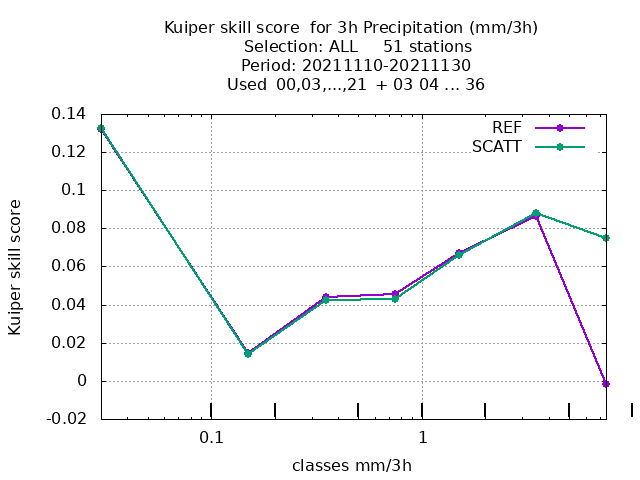 Kuiper skill score  for 3h Precipitation (mm/3h)
Selection: ALL     51 stations
Period: 20211110-20211130
Used  00,03,...,21  + 03 04 ... 36
REF
SCATT
0.14
0.12
0.1
0.08
0.06
0.04
0.02
0
-0.02
Kuiper skill score
0.1
1
classes mm/3h